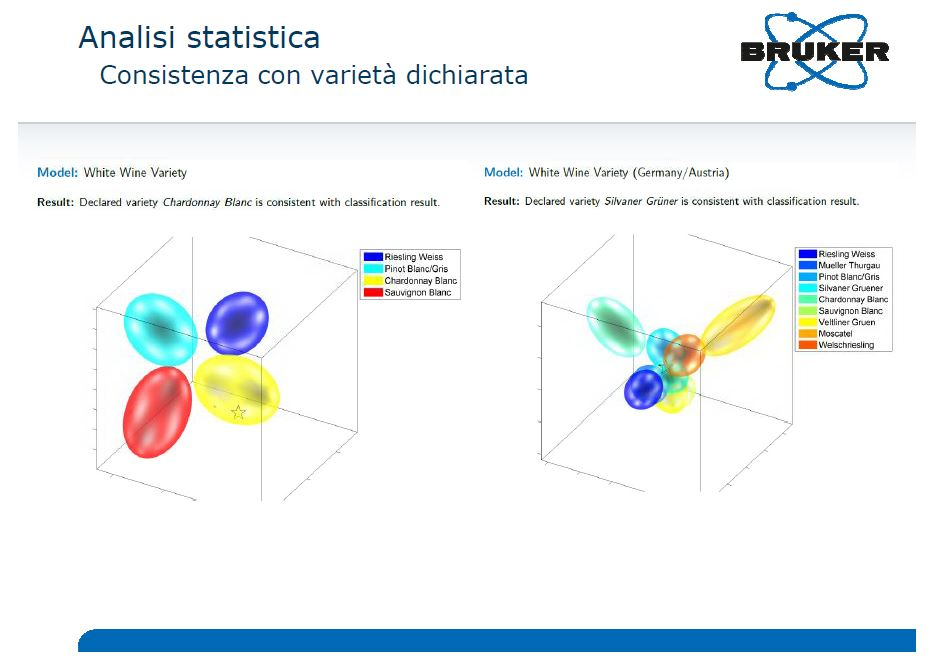 Analisi statistica
Consistenza con varietà dichiarata
BRUKER
Model: White Wine Variety
Result: Declared variety Chardonnay Blanc is consistent with classification result.
Riesling Weiss
Pinot Blanc/Gris
Chardonnay Blanc
Sauvignon Blanc
Model: White Wine Variety (Germany/Austria)
Result: Declared variety Silvaner Grüner is consistent with classification result.
Riesling Weiss
Mueller Thurgau
Pinot Blanc/Gris
Silvaner Gruener
Chardonnay Blanc
Sauvignon Blanc
Veltliner Gruen
Moscatel
Welschriesling